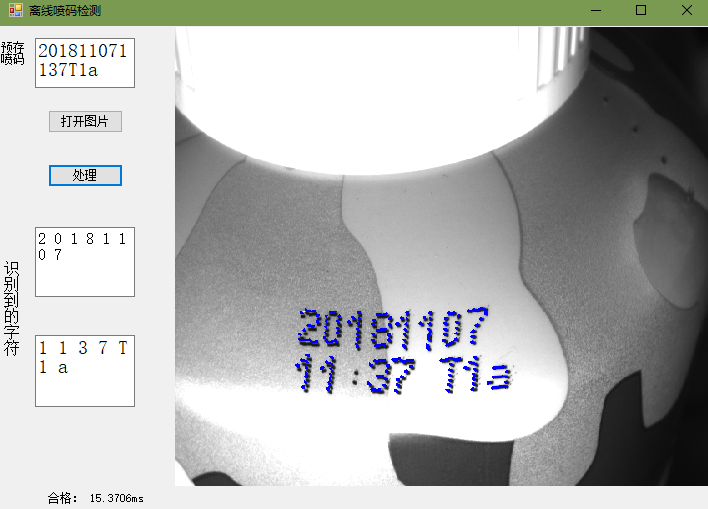 离线喷码检测
预存
喷码
201811071
137T1a
打开图片
处理
识
别
到
的
字
符
2 0 1 8 1 1
0 7
1 1 3 7 T
1 a
20181107
11:37 T1a
合格: 15.3706ms